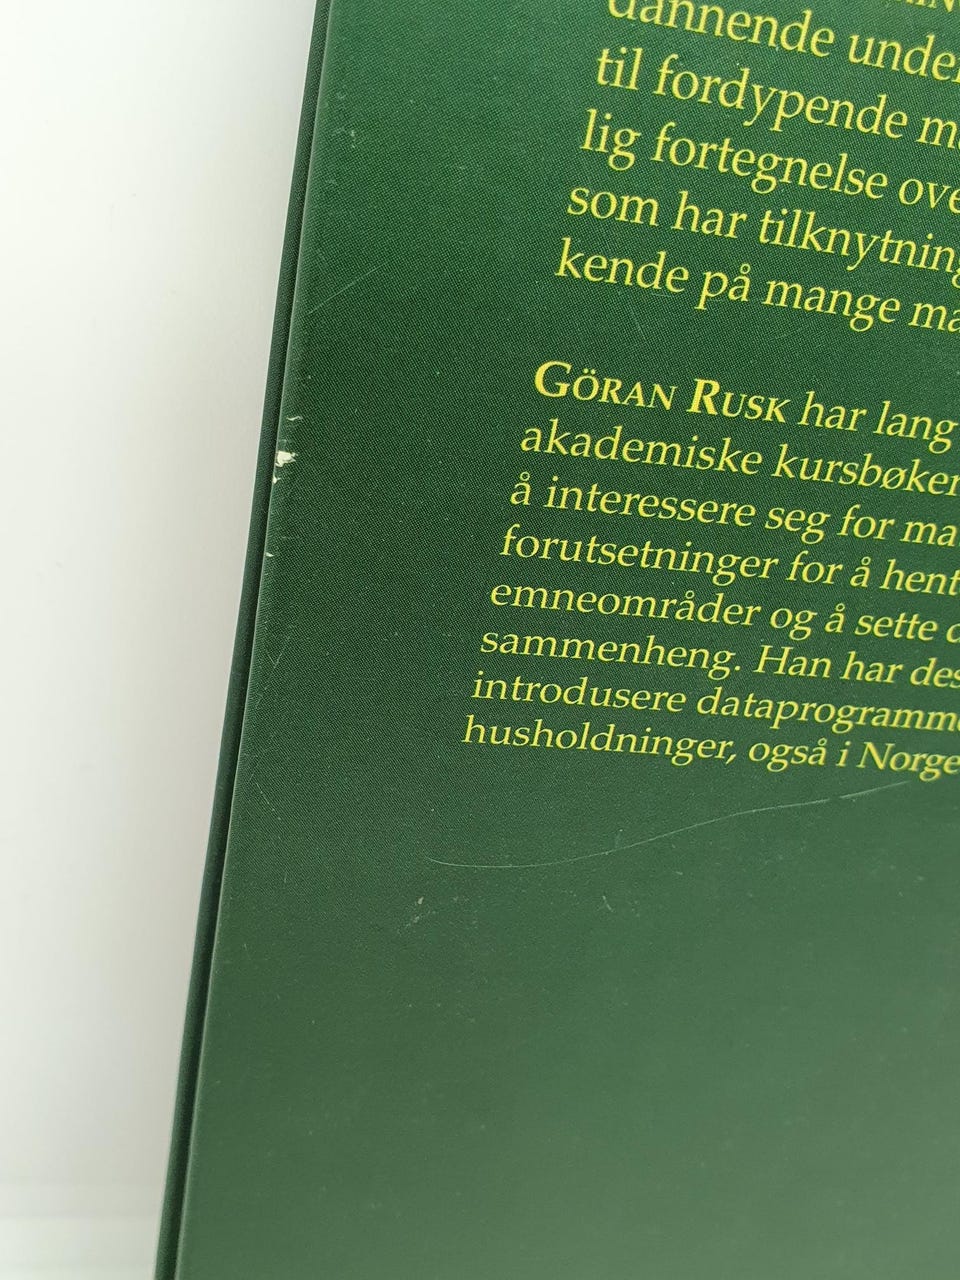 dannende under
til fordypende m
lig fortegnelse ove
som har tilknytning
kende på mange ma
GÖRAN RUSK har lang
akademiske kursbøker
å interessere seg for ma
forutsetninger for å hent
emneområder og å sette
sammenheng. Han har des
introdusere dataprogramm
husholdninger, også i Norge